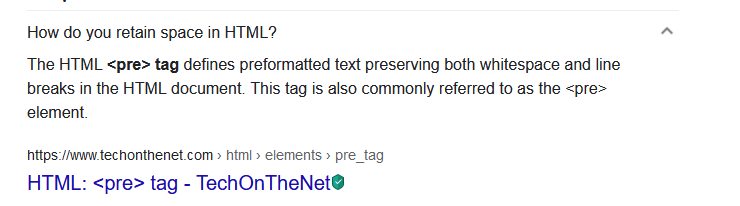 How do you retain space in HTML?
The HTML <pre> tag defines preformatted text preserving both whitespace and line
breaks in the HTML document. This tag is also commonly referred to as the <pre>
element.
https://www.techonthenet.com › html › elements › pre_tag
HTML: <pre> tag - TechOnTheNet